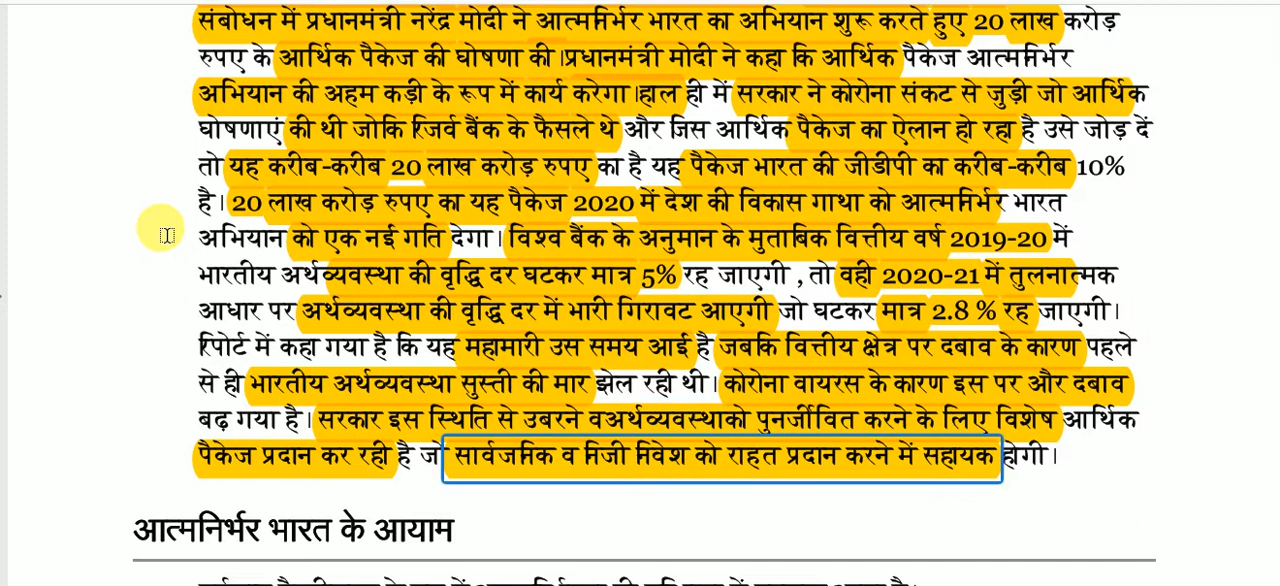 संबोधन में प्रधानमंत्री नरेंद्र मोदी ने आत्मनिर्भर भारत का अभियान शुरू करते हुए 20 लाख करोड़
रुपए के आर्थिक पैकेज की घोषणा की।प्रधानमंत्री मोदी ने कहा कि आर्थिक पैकेज आत्मनिर्भर
अभियान की अहम कड़ी के रूप में कार्य करेगा।हाल ही में सरकार ने कोरोना संकट से जुड़ी जो आर्थिक
घोषणाएं की थी जोकि रिजर्व बैंक के फैसले थे और जिस आर्थिक पैकेज का ऐलान हो रहा है उसे जोड़ दें
तो यह करीब-करीब 20 लाख करोड़ रुपए का है यह पैकेज भारत की जीडीपी का करीब-करीब 10%
है। 20 लाख करोड़ रुपए का यह पैकेज 2020 में देश की विकास गाथा को आत्मनिर्भर भारत
अभियान को एक नई गति देगा। विश्व बैंक के अनुमान के मुताबिक वित्तीय वर्ष 2019-20 में
भारतीय अर्थव्यवस्था की वृद्धि दर घटकर मात्र 5% रह जाएगी , तो वही 2020-21 में तुलनात्मक
आधार पर अर्थव्यवस्था की वृद्धि दर में भारी गिरावट आएगी जो घटकर मात्र 2.8 % रह जाएगी।
रिपोर्ट में कहा गया है कि यह महामारी उस समय आई है जबकि वित्तीय क्षेत्र पर दबाव के कारण पहले
से ही भारतीय अर्थव्यवस्था सुस्ती की मार झेल रही थी। कोरोना वायरस के कारण इस पर और दबाव
बढ़ गया है। सरकार इस स्थिति से उबरने वअर्थव्यवस्थाको पुनर्जीवित करने के लिए विशेष आर्थिक
पैकेज प्रदान कर रही है जो सार्वजनिक व निजी निवेश को राहत प्रदान करने में सहायक होगी।
आत्मनिर्भर भारत के आयाम